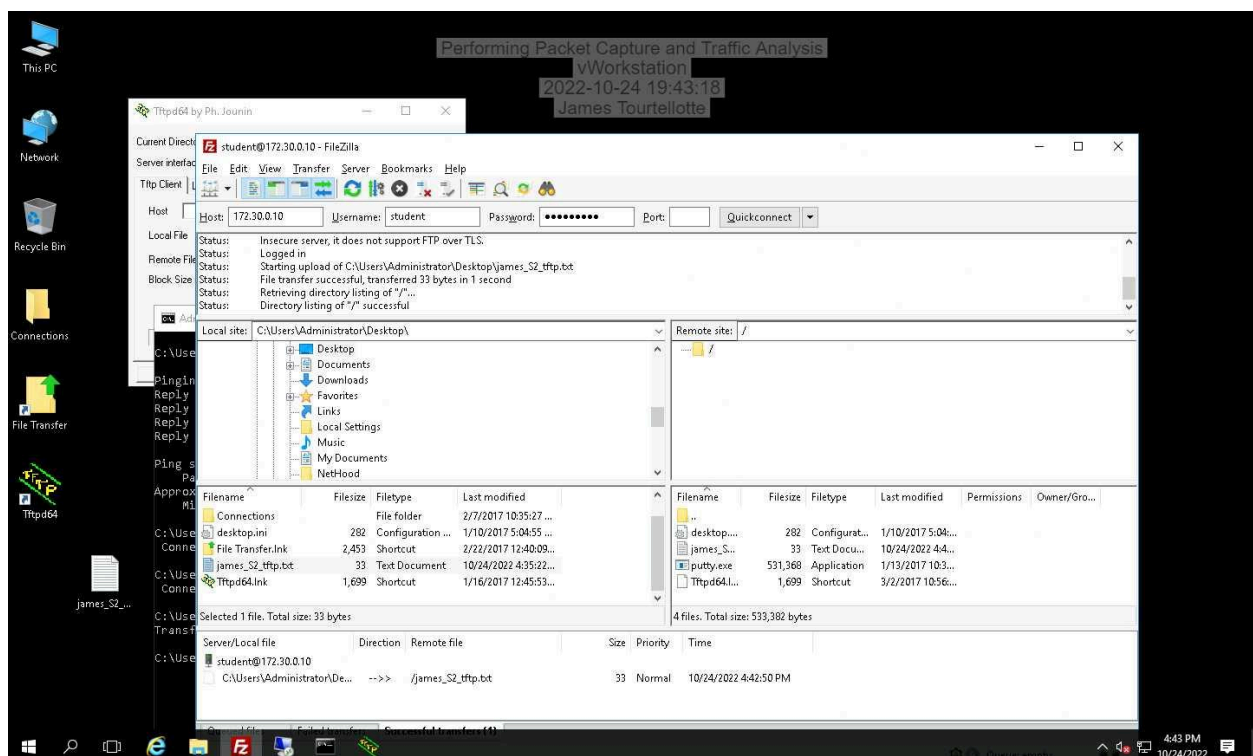 This PC
Network
Recycle Bin
Connections
File Transfer
Tftpd64
james_S2_...
Performing Packet Capture and Traffic Analysis
vWorkstation
2022-10-24 19:43:18
James Tourtellotte
Tftpd64 by Ph. Jounin
Current Direct
Server interfac
Tftp Client
Host
Local File
Remote File
Block Size
Adm
C:\Use
Pingin
Reply
Reply
Reply
Reply
Ping s
Pa
Approx
Mi
C:\Use
Conne
C:\Use
Conne
C:\Use
Transf
C:\Use
student@172.30.0.10 - FileZilla
File Edit View Transfer Server Bookmarks Help
Host: 172.30.0.10 Username: student Password: ●●●●●●●●● Port: Quickconnect
Status: Insecure server, it does not support FTP over TLS.
Status: Logged in
Status: Starting upload of C:\Users\Administrator\Desktop\james_S2_tftp.txt
Status: File transfer successful, transferred 33 bytes in 1 second
Status: Retrieving directory listing of "/"...
Status: Directory listing of "/" successful
Local site: C:\Users\Administrator\Desktop\
Desktop
Documents
Downloads
Favorites
Links
Local Settings
Music
My Documents
NetHood
Remote site: /
/
Filename Filesize Filetype Last modified
Connections File folder 2/7/2017 10:35:27 ...
desktop.ini 282 Configuration ... 1/10/2017 5:04:55 ...
File Transfer.lnk 2,453 Shortcut 2/22/2017 12:40:09...
james_S2_tftp.txt 33 Text Document 10/24/2022 4:35:22...
Tftpd64.lnk 1,699 Shortcut 1/16/2017 12:45:53...
Selected 1 file. Total size: 33 bytes
Filename Filesize Filetype Last modified Permissions Owner/Gro...
..
desktop.... 282 Configurat... 1/10/2017 5:04:...
james_S... 33 Text Docu... 10/24/2022 4:4...
putty.exe 531,368 Application 1/13/2017 10:3...
Tftpd64.l... 1,699 Shortcut 3/2/2017 10:56:...
4 files. Total size: 533,382 bytes
Server/Local file Direction Remote file Size Priority Time
student@172.30.0.10
C:\Users\Administrator\De... -->> /james_S2_tftp.txt 33 Normal 10/24/2022 4:42:50 PM
Queued files Failed transfers Successful transfers (1)
Queue: empty
4:43 PM
10/24/2022